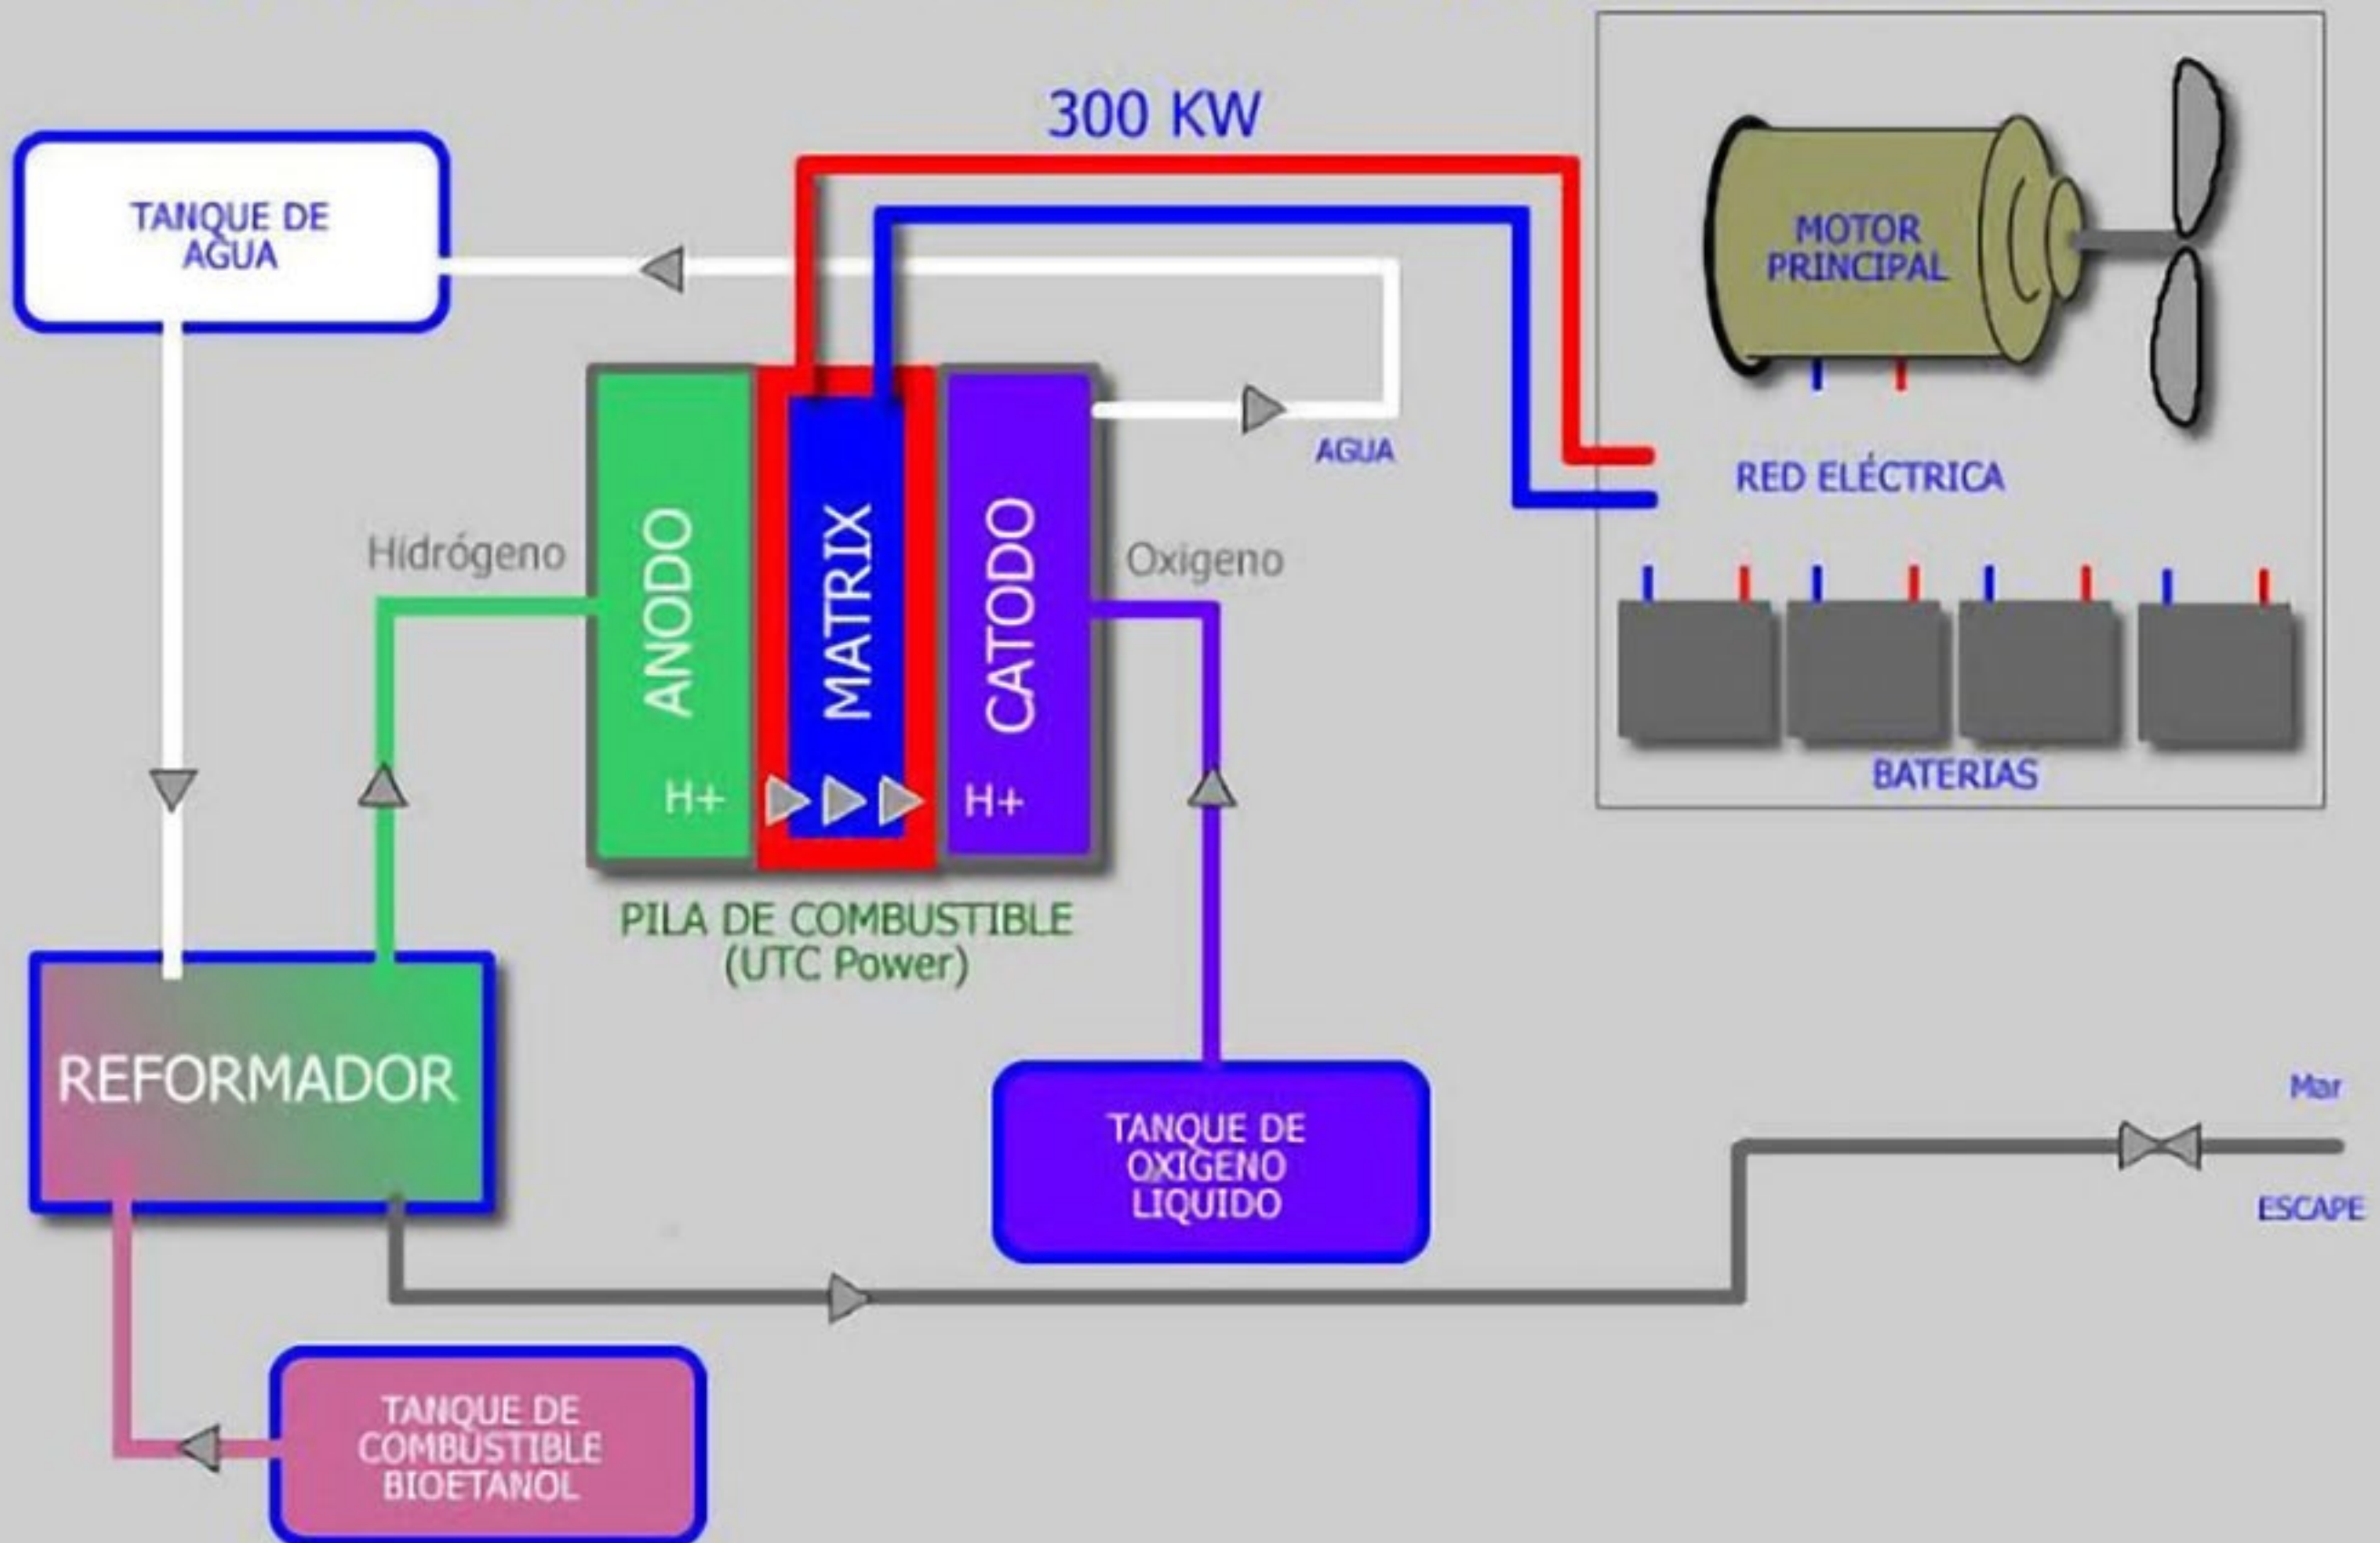 300 KW
TANQUE DE
AGUA
MOTOR
PRINCIPAL
AGUA
RED ELÉCTRICA
Hidrógeno
ANODO
MATRIX
CATODO
Oxigeno
H+
H+
BATERIAS
PILA DE COMBUSTIBLE
(UTC Power)
REFORMADOR
TANQUE DE
OXIGENO
LIQUIDO
Mar
ESCAPE
TANQUE DE
COMBUSTIBLE
BIOETANOL